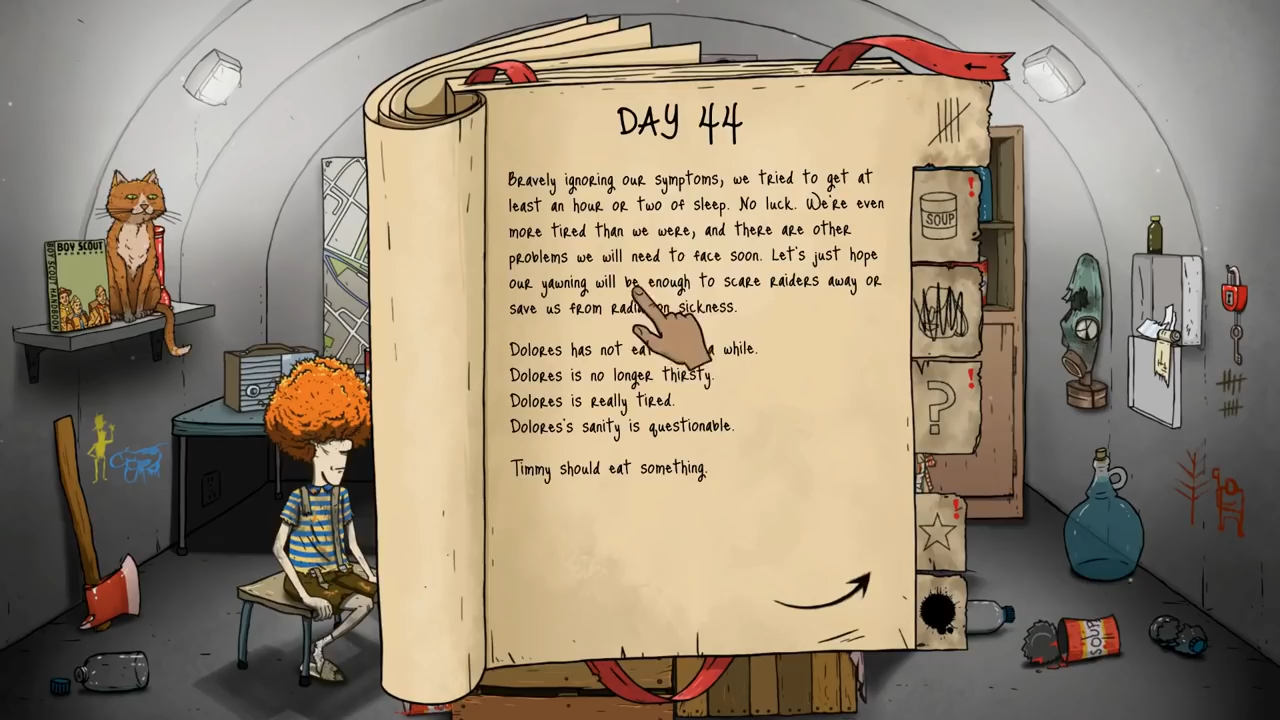 DAY 44
Bravely ignoring our symptoms, we tried to get at
least an hour or two of sleep. No luck. We're even
more tired than we were, and there are other
problems we will need to face soon. Let's just hope
our yawning will be enough to scare raiders away or
save us from sickness.
Dolores has not while.
Dolores is no longer thirsty.
Dolores is really tired.
Dolores's sanity is questionable.
Timmy should eat something.
SOUP
!
?
!
!
BOY SCOUT
BOY SCOUT HANDBOOK
SOUP